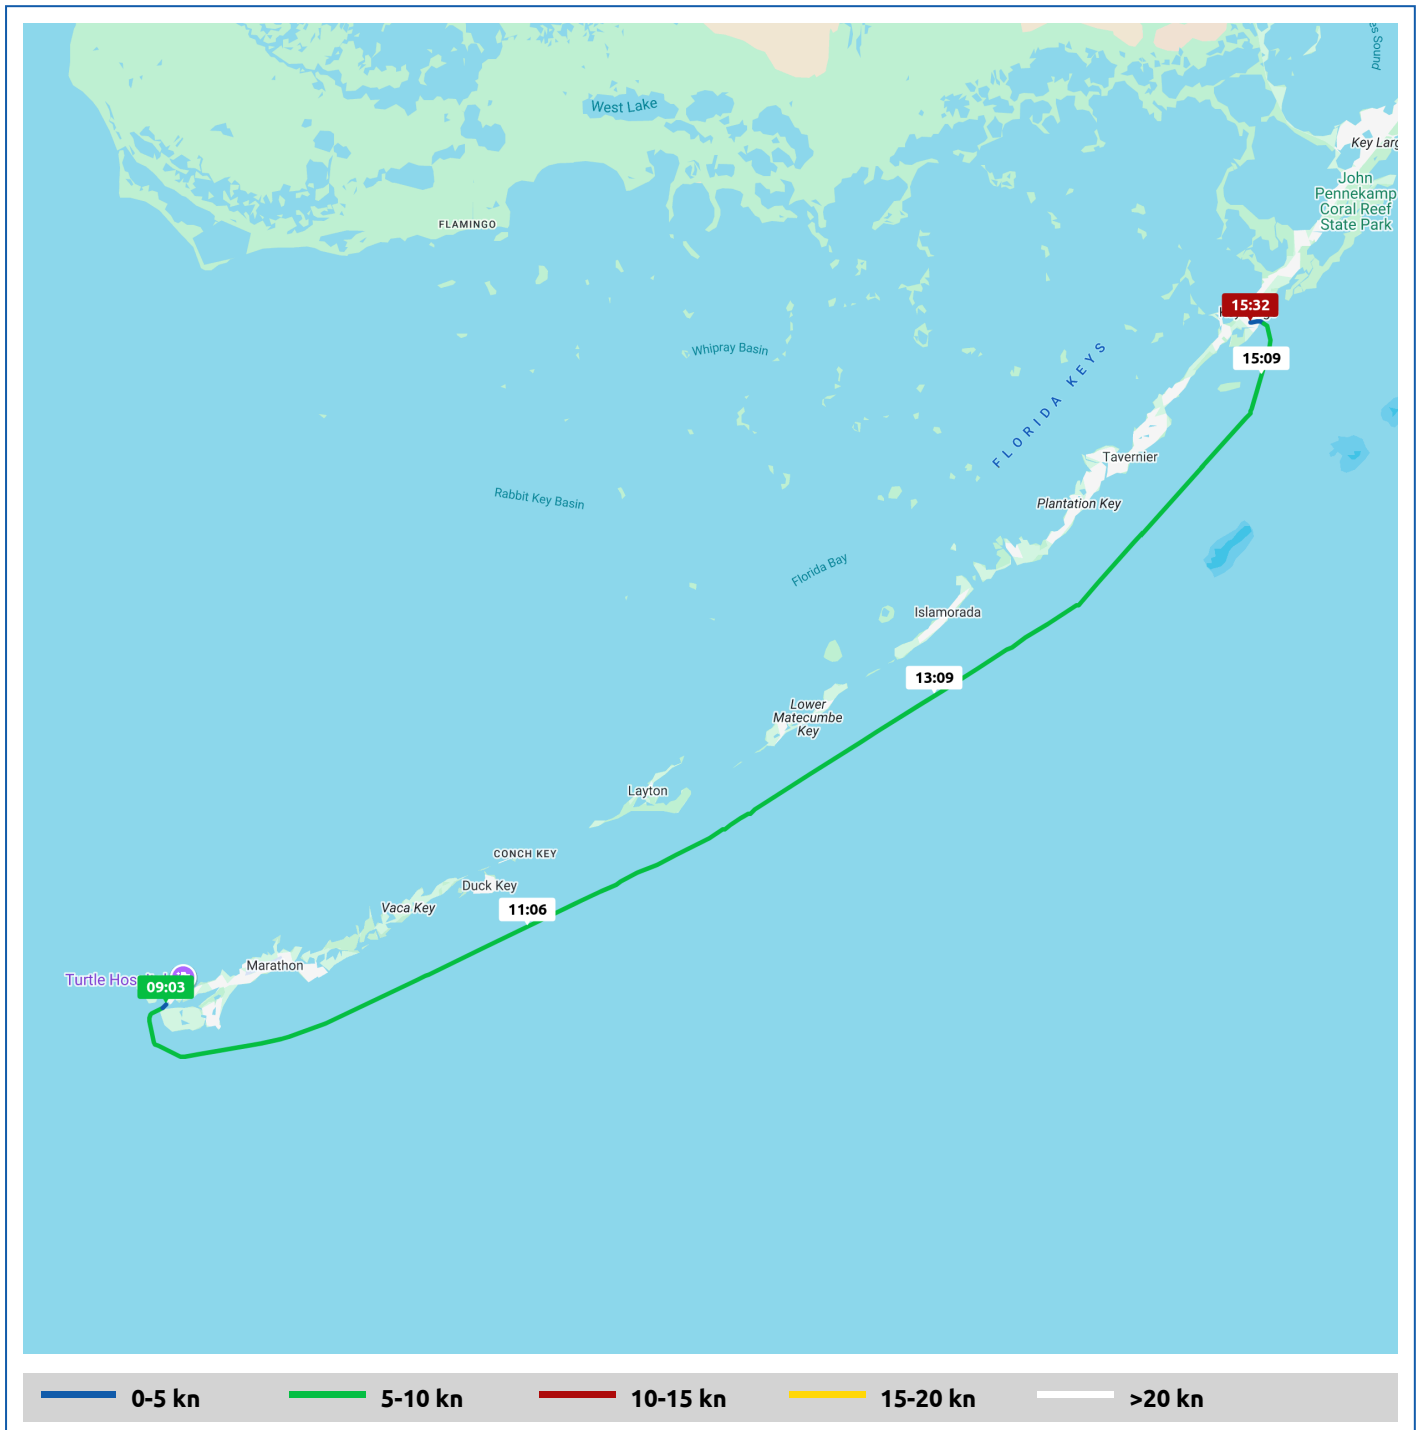 es Sound
West Lake
Key Larg
John
Pennekamp
Coral Reef
State Park
FLAMINGO
15:32
15:09
Whipray Basin
FLORIDA KEYS
Tavernier
Rabbit Key Basin
Plantation Key
Florida Bay
Islamorada
13:09
Lower
Matecumbe
Key
Layton
CONCH KEY
Duck Key
Vaca Key
11:06
Marathon
Turtle Hos
09:03
0-5 kn
5-10 kn
10-15 kn
15-20 kn
>20 kn